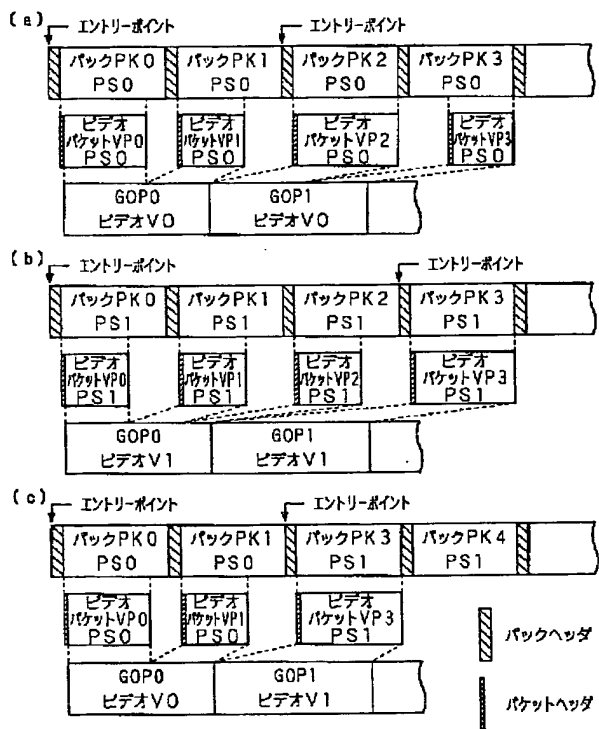 (a) エントリーポイント エントリーポイント
パックPK0 パックPK1 パックPK2 パックPK3
PS0 PS0 PS0 PS0
ビデオ ビデオ ビデオ ビデオ
パケットVP0 パケットVP1 パケットVP2 パケットVP3
PS0 PS0 PS0 PS0
GOP0 GOP1
ビデオV0 ビデオV0
(b) エントリーポイント エントリーポイント
パックPK0 パックPK1 パックPK2 パックPK3
PS1 PS1 PS1 PS1
ビデオ ビデオ ビデオ ビデオ
パケットVP0 パケットVP1 パケットVP2 パケットVP3
PS1 PS1 PS1 PS1
GOP0 GOP1
ビデオV1 ビデオV1
(c) エントリーポイント エントリーポイント
パックPK0 パックPK1 パックPK3 パックPK4
PS0 PS0 PS1 PS1
ビデオ ビデオ ビデオ
パケットVP0 パケットVP1 パケットVP3
PS0 PS0 PS1
GOP0 GOP1
ビデオV0 ビデオV1
パックヘッダ
パケットヘッダ